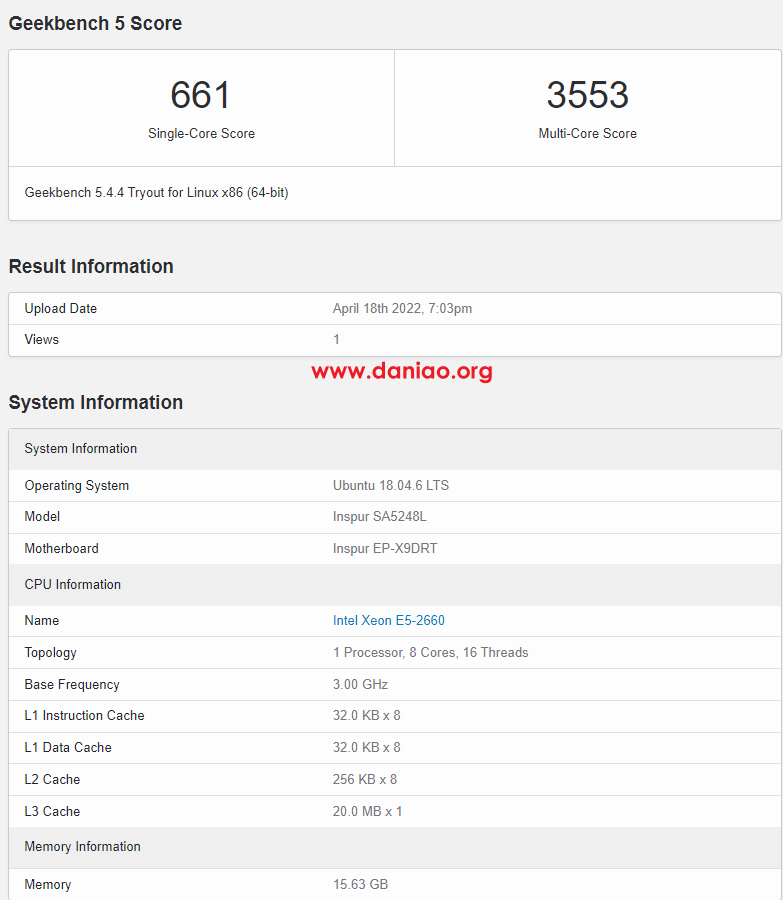 Geekbench 5 Score
661 3553
Single-Core Score Multi-Core Score
Geekbench 5.4.4 Tryout for Linux x86 (64-bit)
Result Information
Upload Date April 18th 2022, 7:03pm
Views 1
www.daniao.org
System Information
System Information
Operating System Ubuntu 18.04.6 LTS
Model Inspur SA5248L
Motherboard Inspur EP-X9DRT
CPU Information
Name Intel Xeon E5-2660
Topology 1 Processor, 8 Cores, 16 Threads
Base Frequency 3.00 GHz
L1 Instruction Cache 32.0 KB x 8
L1 Data Cache 32.0 KB x 8
L2 Cache 256 KB x 8
L3 Cache 20.0 MB x 1
Memory Information
Memory 15.63 GB